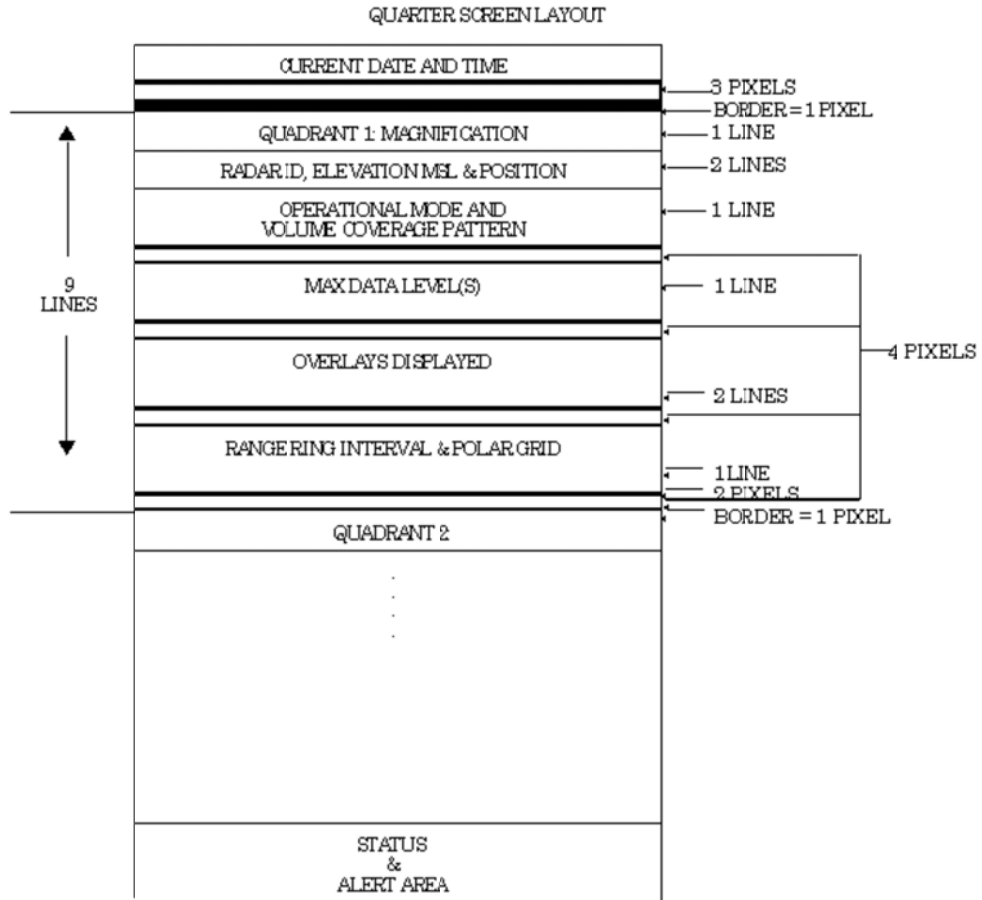 QUARTER SCREEN LAYOUT
CURRENT DATE AND TIME
3 PIXELS
BORDER = 1 PIXEL
QUADRANT 1: MAGNIFICATION
1 LINE
RADAR ID, ELEVATION MSL & POSITION
2 LINES
OPERATIONAL MODE AND
VOLUME COVERAGE PATTERN
1 LINE
9
LINES
MAX DATA LEVEL(S)
1 LINE
4 PIXELS
OVERLAYS DISPLAYED
2 LINES
RANGE RING INTERVAL & POLAR GRID
1 LINE
2 PIXELS
BORDER = 1 PIXEL
QUADRANT 2
.
.
.
.
STATUS
&
ALERT AREA